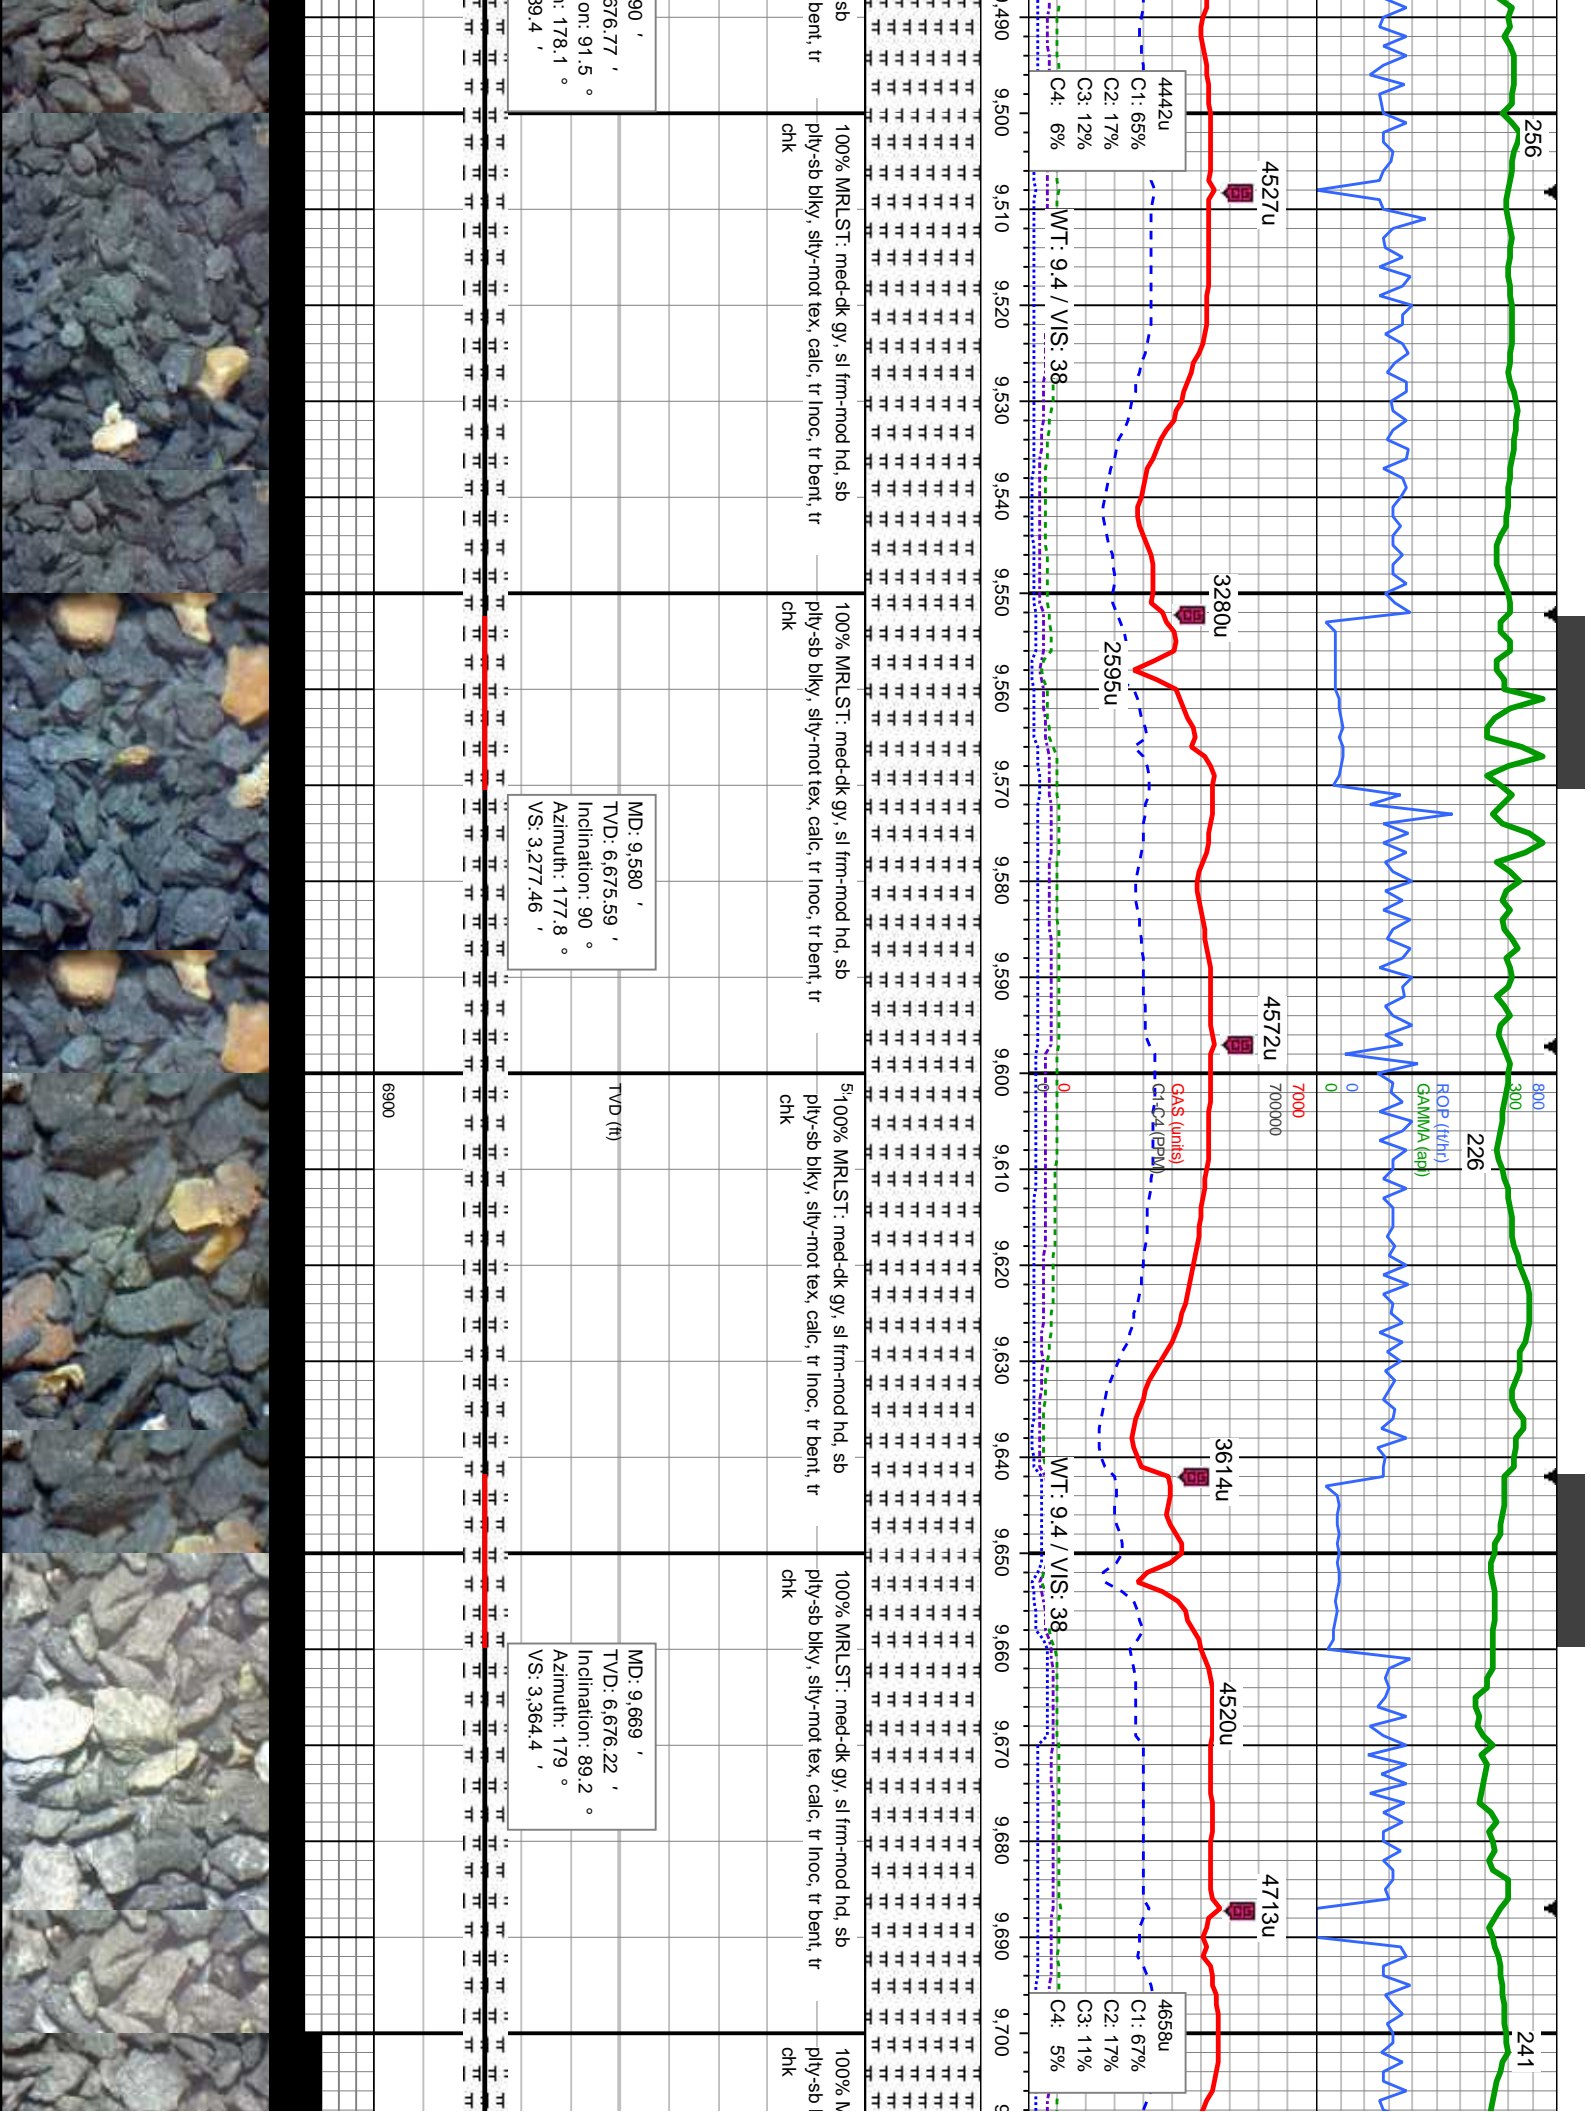 256
4527u
3280u
4572u
226
3614u
4520u
4713u
241
800
300
ROP (ft/hr)
GAMMA (api)
0
0
7000
700000
GAS (units)
C1-C4 (PPM)
0
4442u
C1: 65%
C2: 17%
C3: 12%
C4: 6%
WT: 9.4 / VIS: 38
2595u
WT: 9.4 / VIS: 38
4658u
C1: 67%
C2: 17%
C3: 11%
C4: 5%
9,500
9,510
9,520
9,530
9,540
9,550
9,560
9,570
9,580
9,590
9,600
9,610
9,620
9,630
9,640
9,650
9,660
9,670
9,680
9,690
9,700
sb
bent, tr
100% MRLST: med-dk gy, sl frm-mod hd, sb
plty-sb blky, slty-mot tex, calc, tr Inoc, tr bent, tr
chk
100% MRLST: med-dk gy, sl frm-mod hd, sb
plty-sb blky, slty-mot tex, calc, tr Inoc, tr bent, tr
chk
100% MRLST: med-dk gy, sl frm-mod hd, sb
plty-sb blky, slty-mot tex, calc, tr Inoc, tr bent, tr
chk
100% MRLST: med-dk gy, sl frm-mod hd, sb
plty-sb blky, slty-mot tex, calc, tr Inoc, tr bent, tr
chk
100% M
plty-sb
chk
90 '
676.77 '
on: 91.5 °
: 178.1 °
39.4 '
MD: 9,580 '
TVD: 6,675.59 '
Inclination: 90 °
Azimuth: 177.8 °
VS: 3,277.46 '
TVD (ft)
6900
MD: 9,669 '
TVD: 6,676.22 '
Inclination: 89.2 °
Azimuth: 179 °
VS: 3,364.4 '